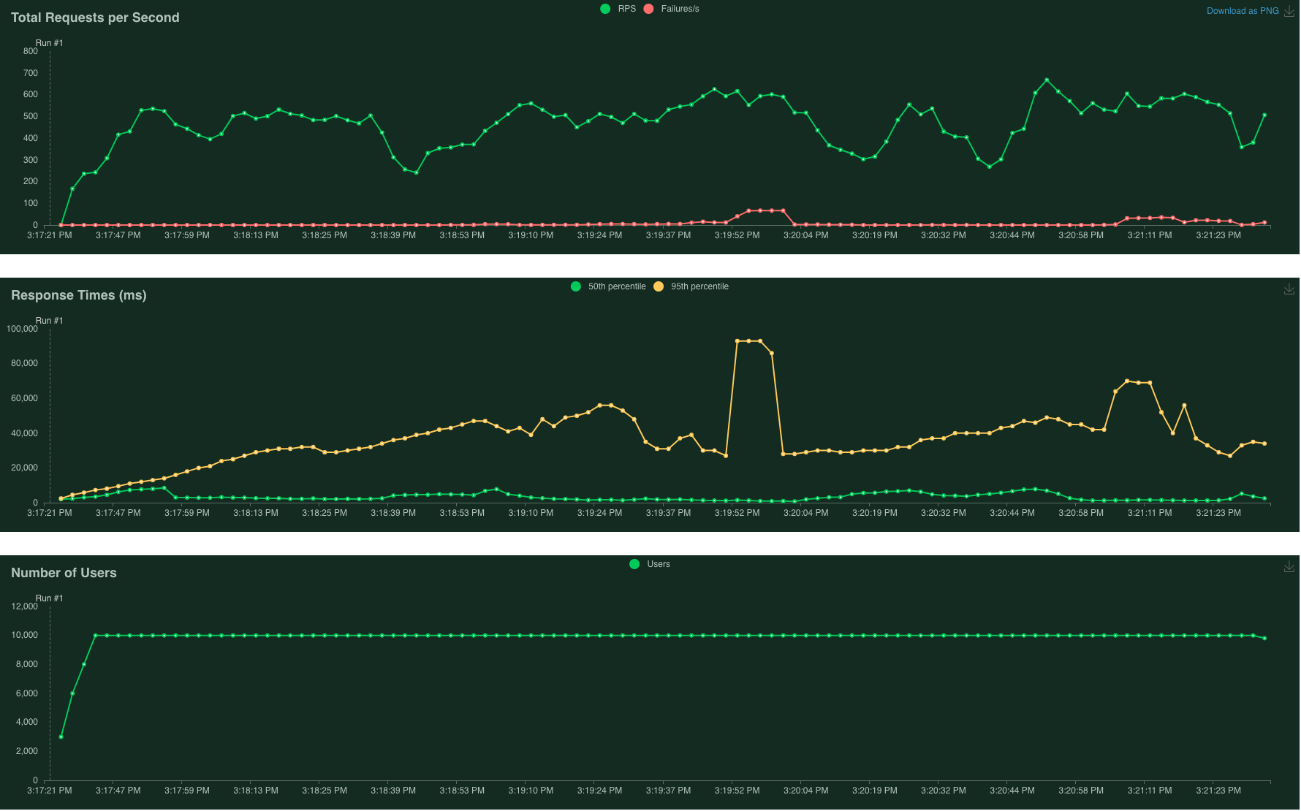 RPS Failures/s
Total Requests per Second
Download as PNG
Run #1
800
700
600
500
400
300
200
100
0
3:17:21 PM 3:17:47 PM 3:17:59 PM 3:18:13 PM 3:18:25 PM 3:18:39 PM 3:18:53 PM 3:19:10 PM 3:19:24 PM 3:19:37 PM 3:19:52 PM 3:20:04 PM 3:20:19 PM 3:20:32 PM 3:20:44 PM 3:20:58 PM 3:21:11 PM 3:21:23 PM
50th percentile 95th percentile
Response Times (ms)
Run #1
100,000
80,000
60,000
40,000
20,000
0
3:17:21 PM 3:17:47 PM 3:17:59 PM 3:18:13 PM 3:18:25 PM 3:18:39 PM 3:18:53 PM 3:19:10 PM 3:19:24 PM 3:19:37 PM 3:19:52 PM 3:20:04 PM 3:20:19 PM 3:20:32 PM 3:20:44 PM 3:20:58 PM 3:21:11 PM 3:21:23 PM
Users
Number of Users
Run #1
12,000
10,000
8,000
6,000
4,000
2,000
0
3:17:21 PM 3:17:47 PM 3:17:59 PM 3:18:13 PM 3:18:25 PM 3:18:39 PM 3:18:53 PM 3:19:10 PM 3:19:24 PM 3:19:37 PM 3:19:52 PM 3:20:04 PM 3:20:19 PM 3:20:32 PM 3:20:44 PM 3:20:58 PM 3:21:11 PM 3:21:23 PM